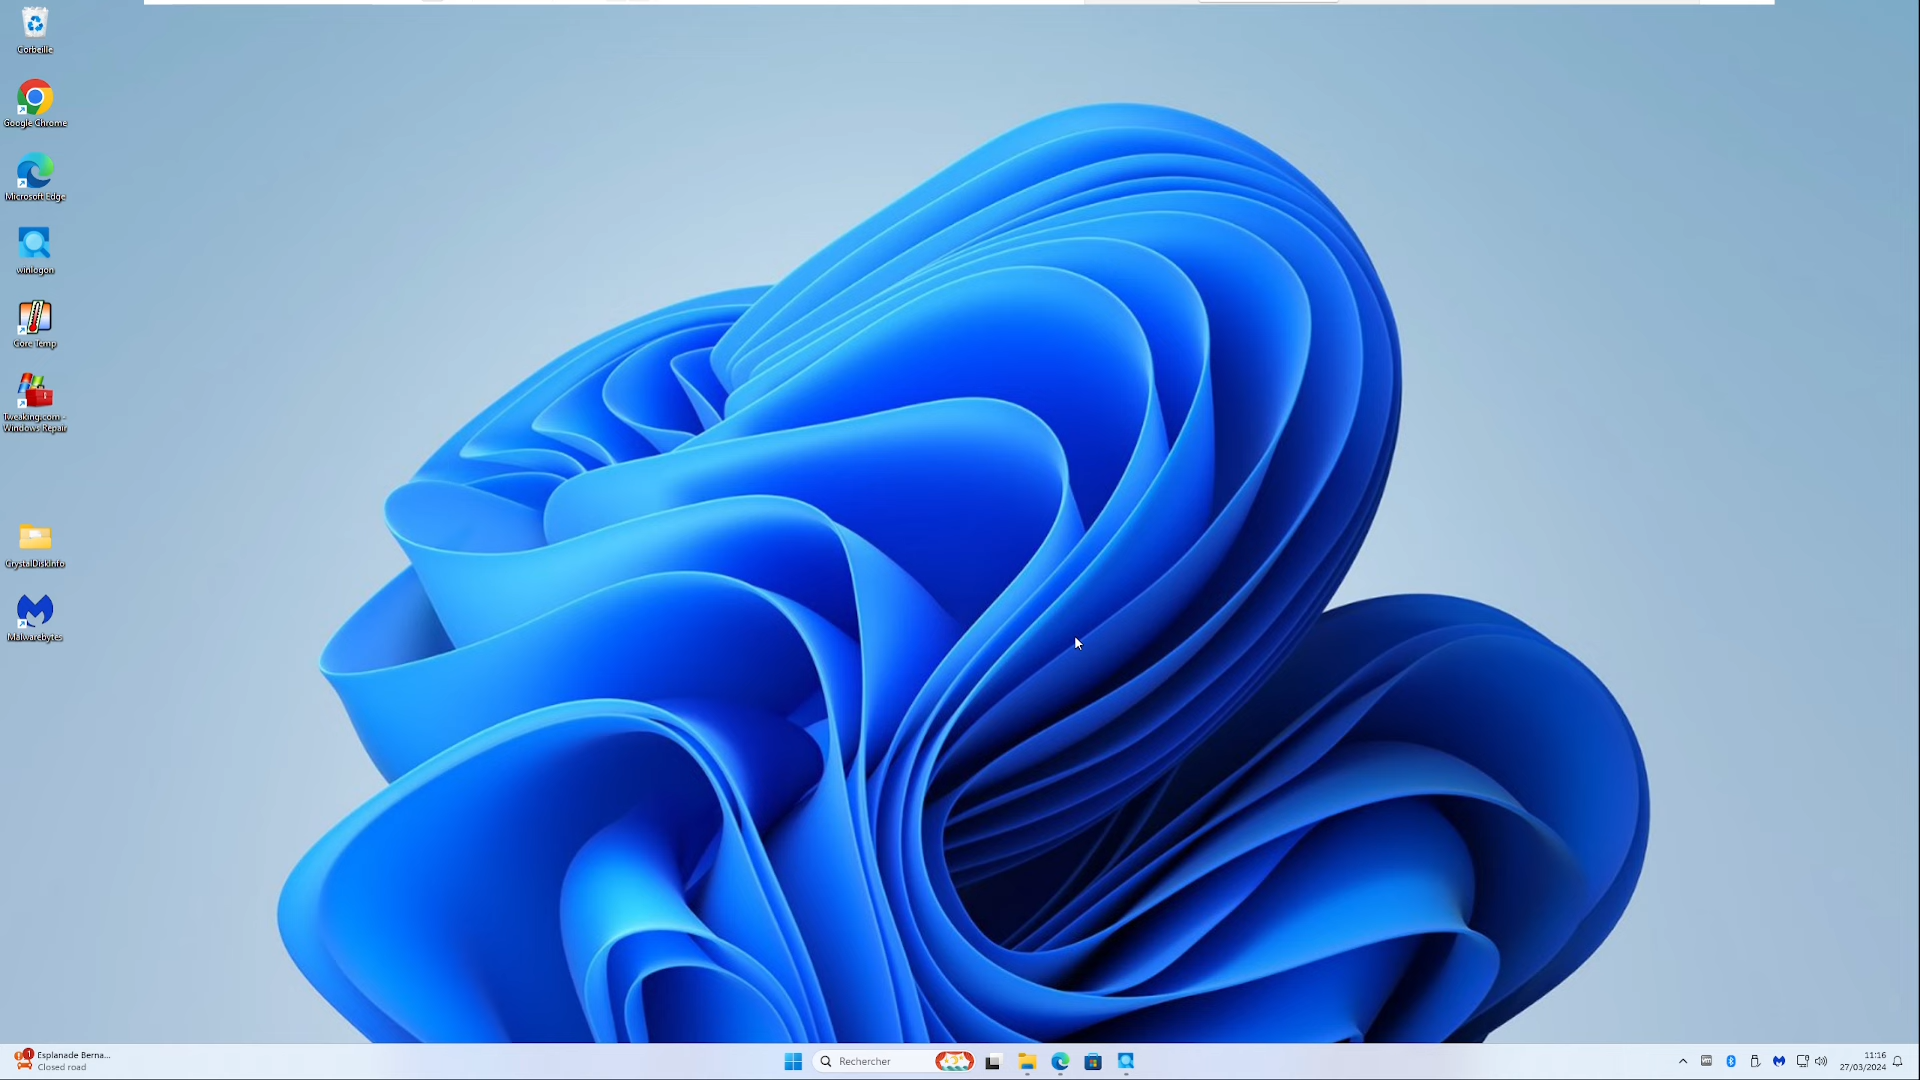 Corbeille
Google Chrome
Microsoft Edge
winlogon
Core Temp
Tweaking.com -
Windows Repair
CrystalDiskInfo
Malwarebytes
1
Esplanade Berna...
Closed road
Rechercher
11:16
27/03/2024